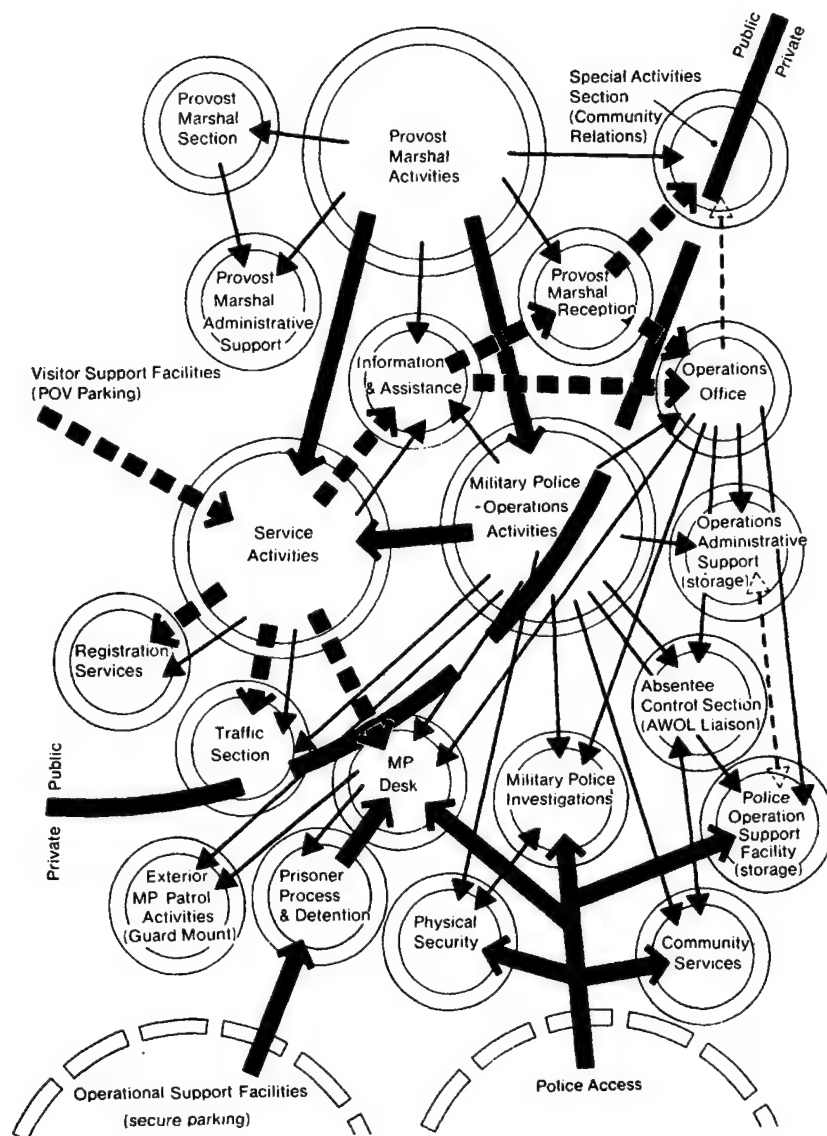 Public
Private
Special Activities
Section
(Community
Relations)
Provost
Marshal
Section
Provost
Marshal
Activities
Provost
Marshal
Administrative
Support
Provost
Marshal
Reception
Visitor Support Facilities
(POV Parking)
Information
& Assistance
Operations
Office
Service
Activities
Military Police
-Operations
Activities
Operations
Administrative
Support
(storage)
Registration
Services
Traffic
Section
Absentee
Control Section
(AWOL Liaison)
MP
Desk
Military Police
Investigations
Public
Private
Police
Operation
Support
Facility
(storage)
Exterior
MP Patrol
Activities
(Guard Mount)
Prisoner
Process
& Detention
Physical
Security
Community
Services
Operational Support Facilities
(secure parking)
Police Access